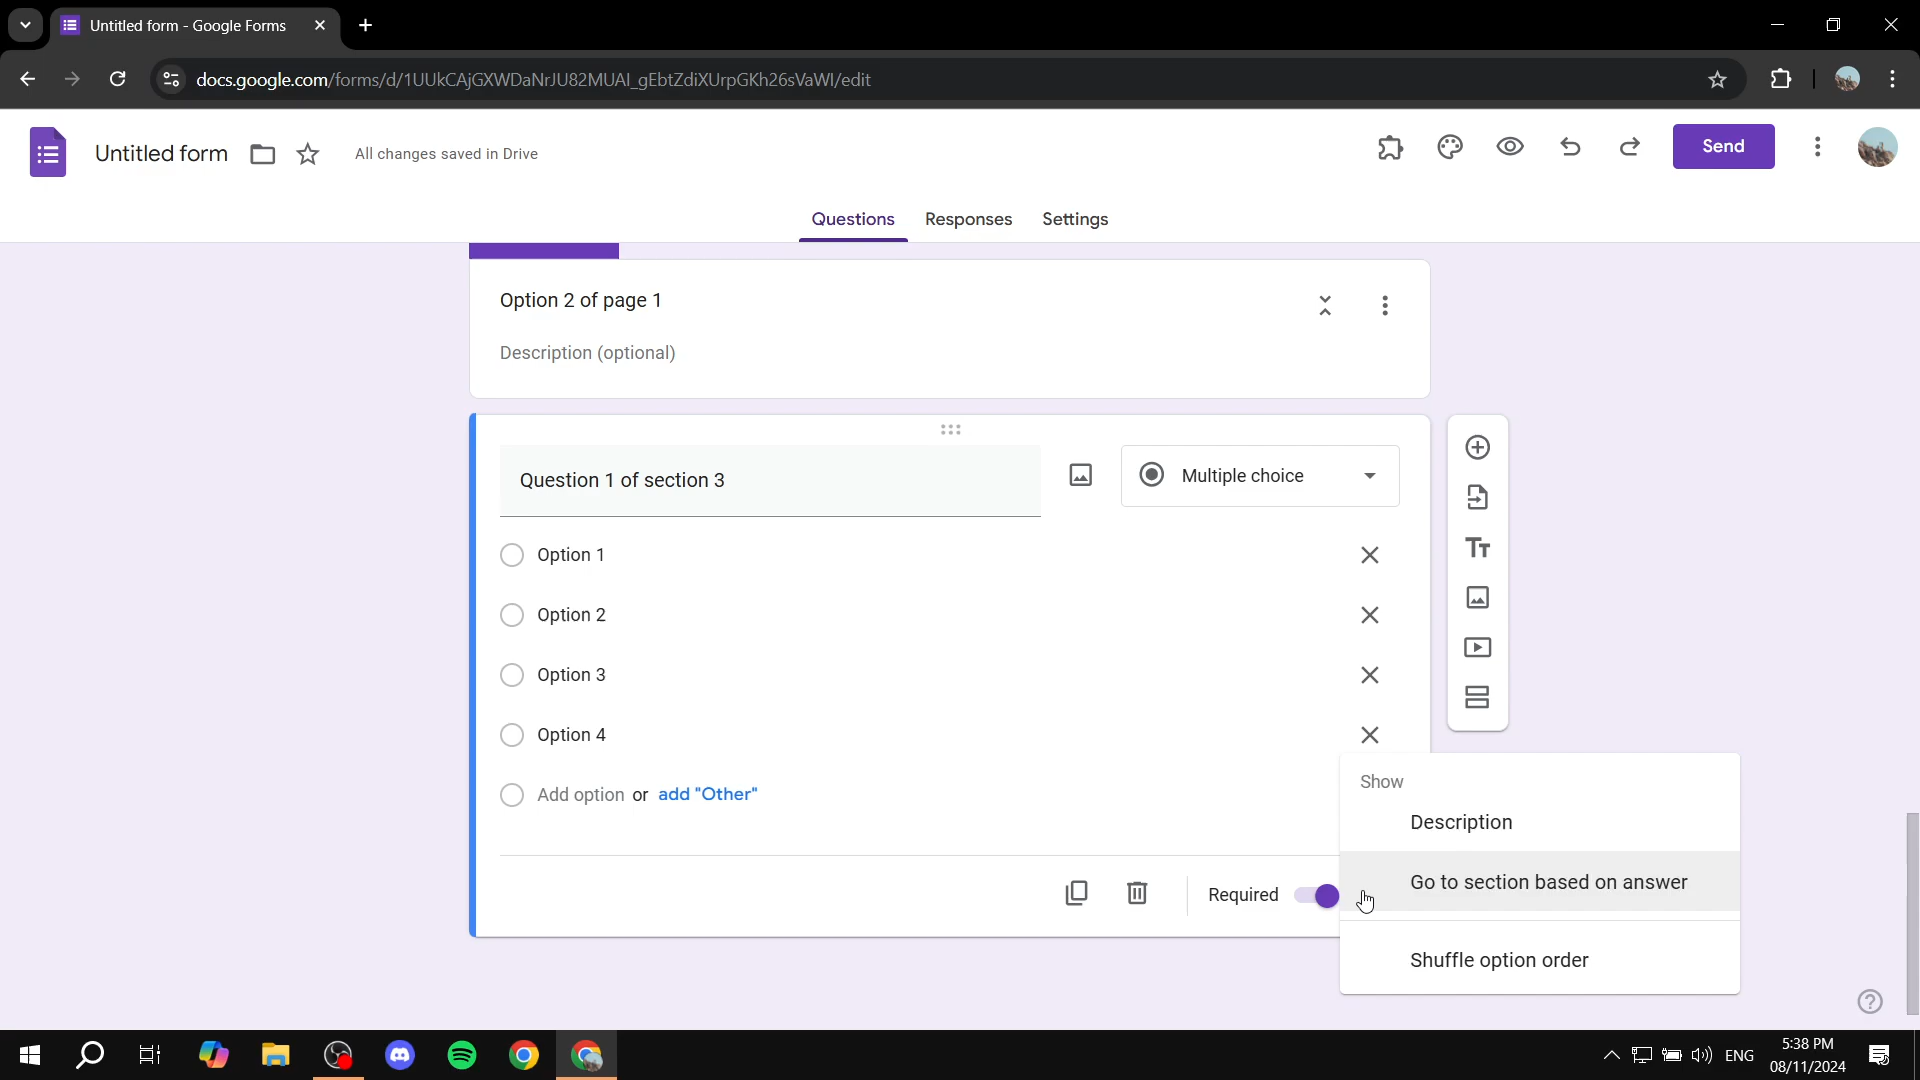 Untitled form - Google Forms
docs.google.com/forms/d/1UUkCAjGXWDaNrJU82MUAI_gEbtZdiXUrpGKh26sVaWI/edit
Untitled form
All changes saved in Drive
Send
Questions
Responses
Settings
Option 2 of page 1
Description (optional)
Question 1 of section 3
Multiple choice
Option 1
Option 2
Option 3
Option 4
Add option or add "Other"
Show
Description
Go to section based on answer
Required
Shuffle option order
ENG
5:38 PM
08/11/2024